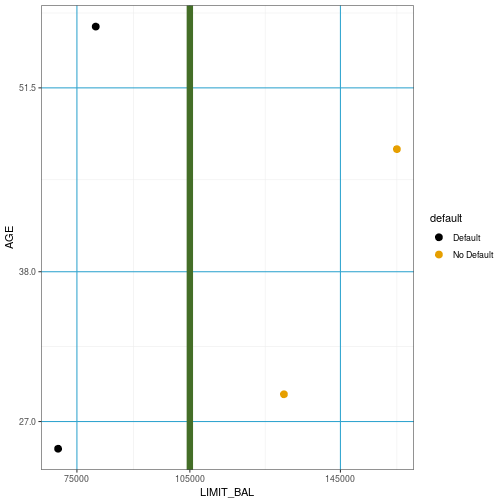 51.5
38.0
27.0
AGE
75000
105000
145000
LIMIT_BAL
default
Default
No Default